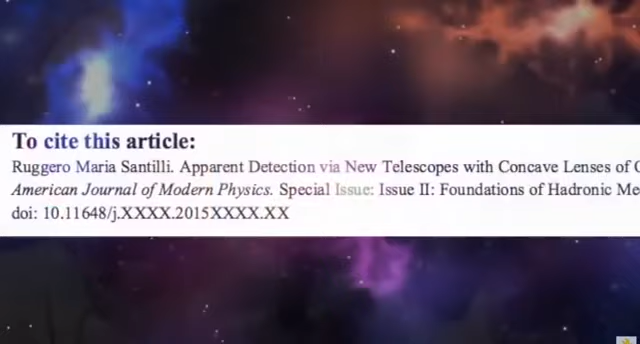 To cite this article:
Ruggero Maria Santilli. Apparent Detection via New Telescopes with Concave Lenses of
American Journal of Modern Physics. Special Issue: Issue II: Foundations of Hadronic Me
doi: 10.11648/j.XXXX.2015XXXX.XX